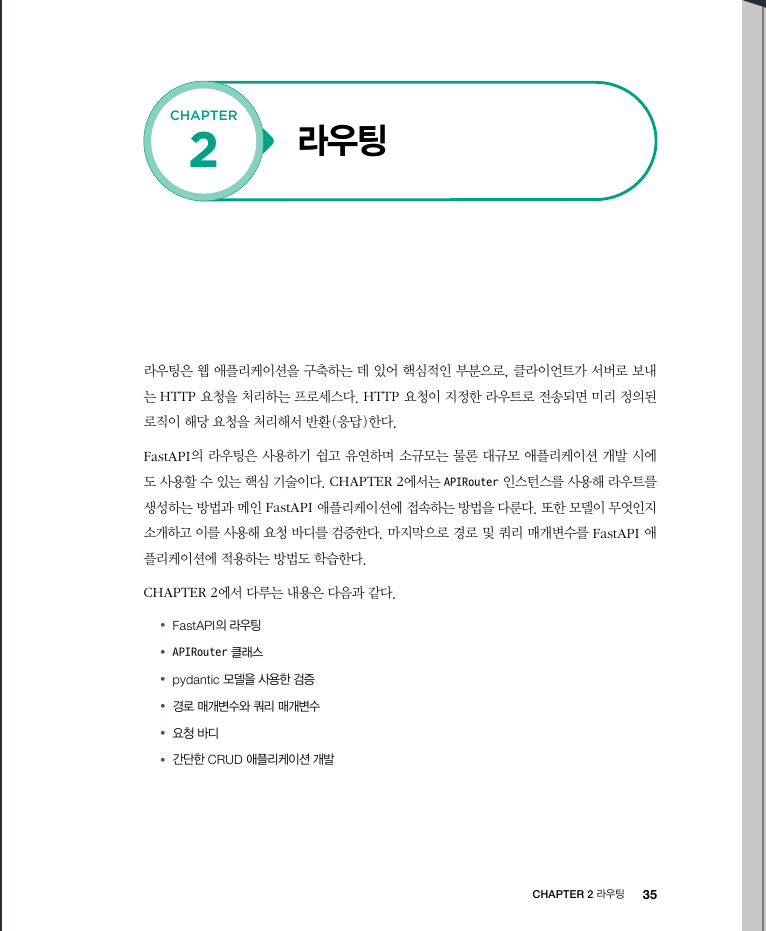 CHAPTER
2
라우팅
라우팅은 웹 애플리케이션을 구축하는 데 있어 핵심적인 부분으로, 클라이언트가 서버로 보내
는 HTTP 요청을 처리하는 프로세스다. HTTP 요청이 지정한 라우트로 전송되면 미리 정의된
로직이 해당 요청을 처리해서 반환(응답)한다.
FastAPI의 라우팅은 사용하기 쉽고 유연하며 소규모는 물론 대규모 애플리케이션 개발 시에
도 사용할 수 있는 핵심 기술이다. CHAPTER 2에서는 APIRouter 인스턴스를 사용해 라우트를
생성하는 방법과 메인 FastAPI 애플리케이션에 접속하는 방법을 다룬다. 또한 모델이 무엇인지
소개하고 이를 사용해 요청 바디를 검증한다. 마지막으로 경로 및 쿼리 매개변수를 FastAPI 애
플리케이션에 적용하는 방법도 학습한다.
CHAPTER 2에서 다루는 내용은 다음과 같다.
• FastAPI의 라우팅
• APIRouter 클래스
• pydantic 모델을 사용한 검증
• 경로 매개변수와 쿼리 매개변수
• 요청 바디
• 간단한 CRUD 애플리케이션 개발
CHAPTER 2 라우팅 35